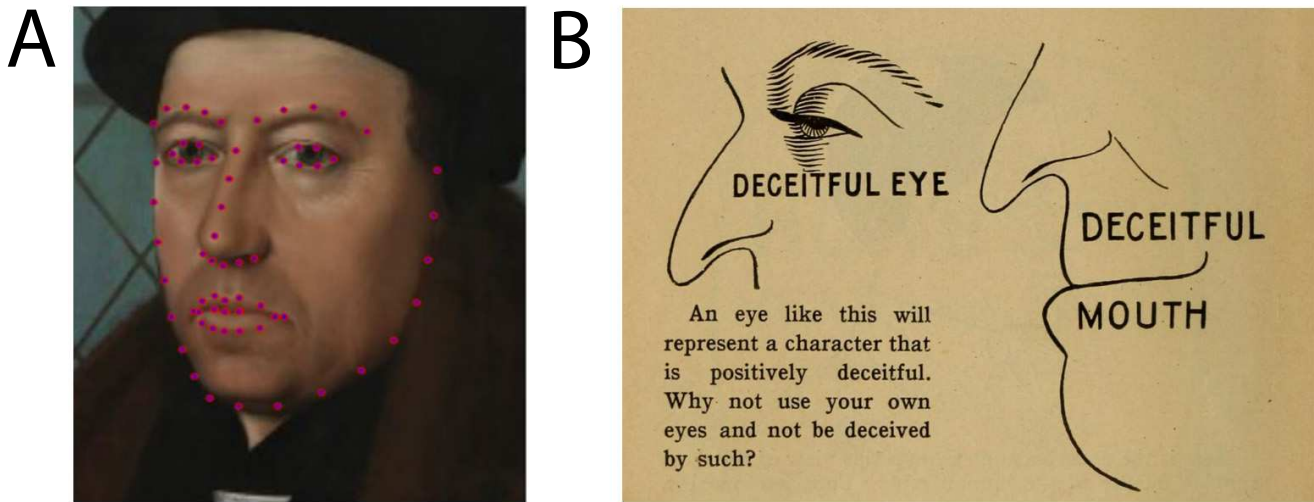 A
B
DECEITFUL EYE
An eye like this will
represent a character that
is positively deceitful.
Why not use your own
eyes and not be deceived
by such?
DECEITFUL
MOUTH